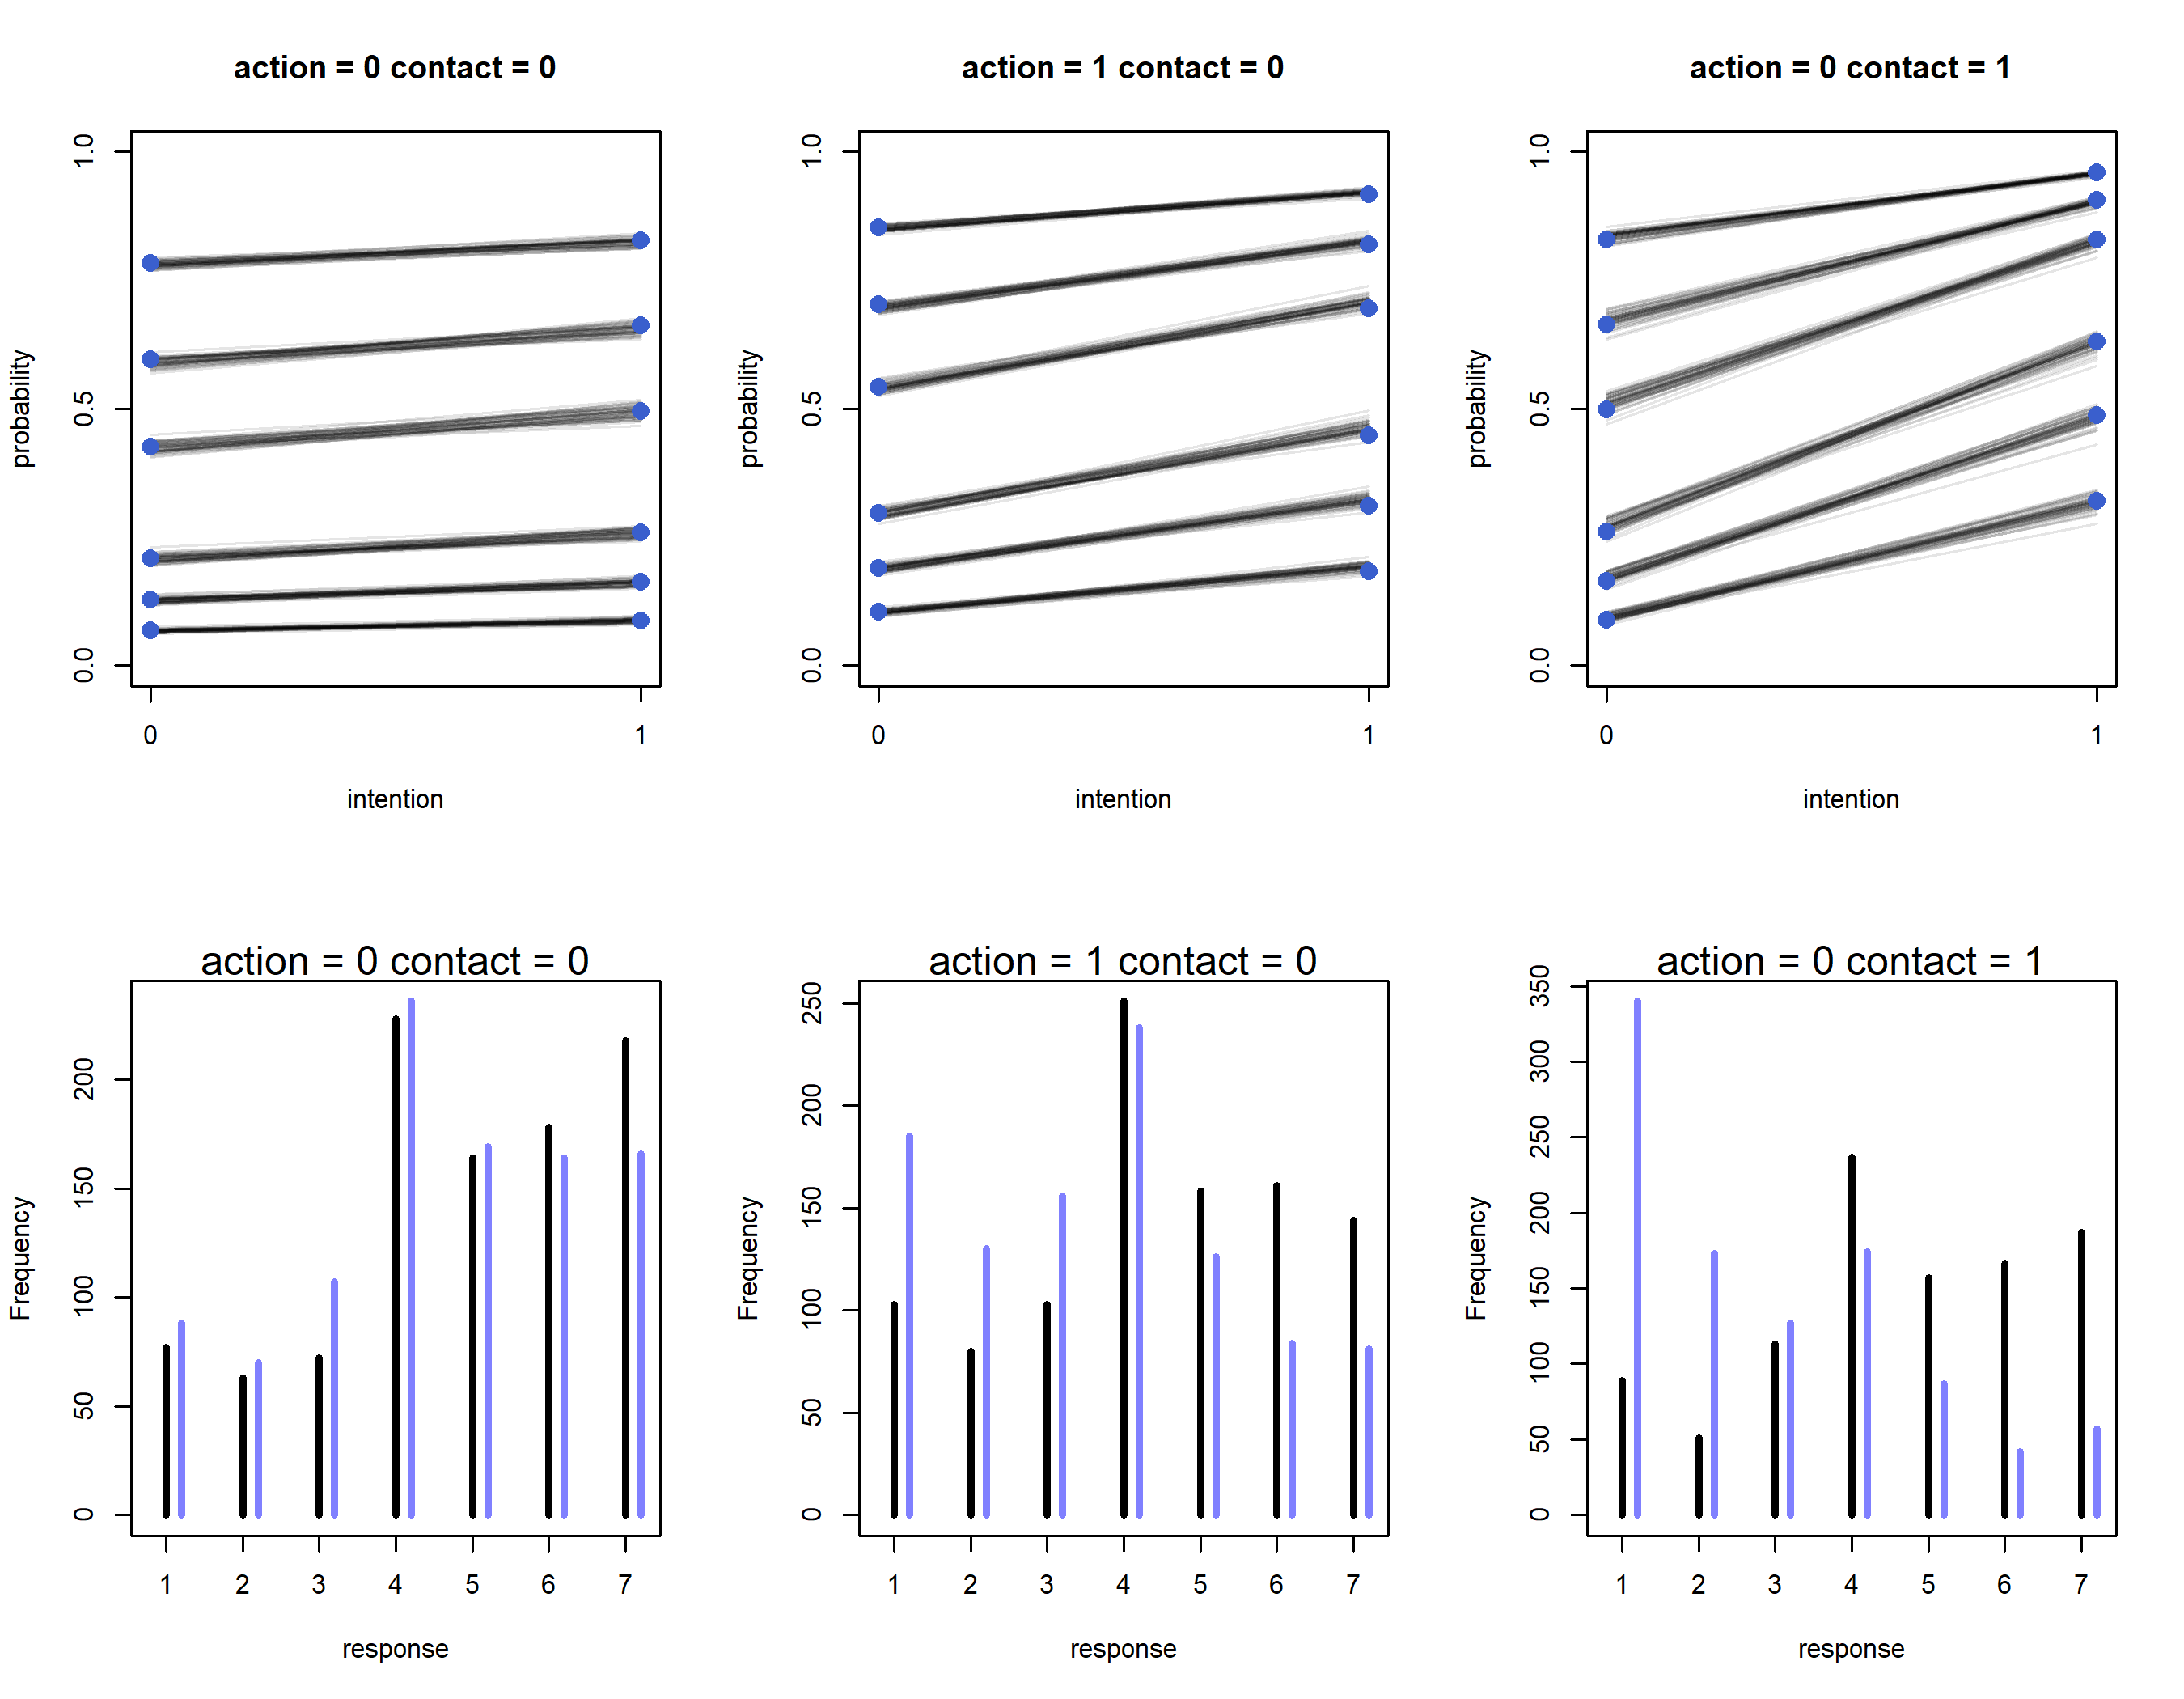 action = 0 contact = 0
1.0
0.5
0.0
probability
0 1
intention
action = 1 contact = 0
1.0
0.5
0.0
probability
0 1
intention
action = 0 contact = 1
1.0
0.5
0.0
probability
0 1
intention
action = 0 contact = 0
200
150
100
50
0
Frequency
1 2 3 4 5 6 7
response
action = 1 contact = 0
250
200
150
100
50
0
Frequency
1 2 3 4 5 6 7
response
action = 0 contact = 1
350
300
250
200
150
100
50
0
Frequency
1 2 3 4 5 6 7
response